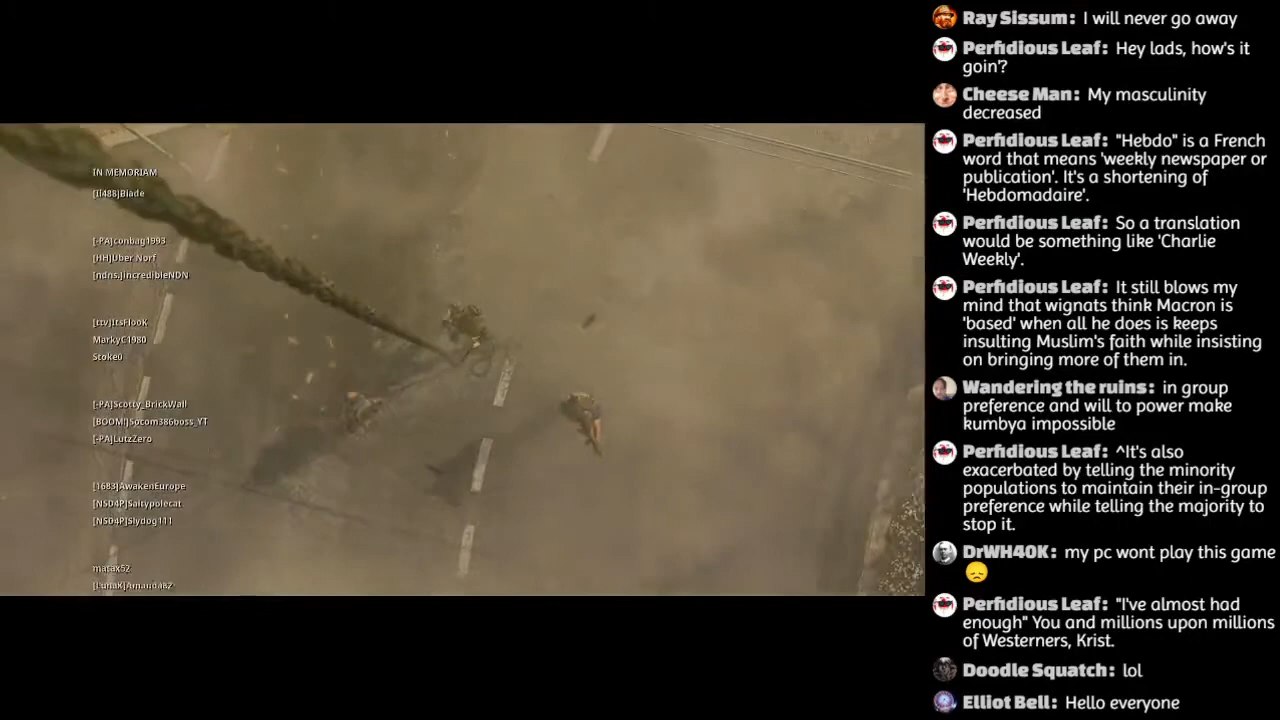 IN MEMORIAM
[Il488]Blade
[-PA]conbag1993
[HH]Uber Norf
[ndns.]incredibleNDN
[ttv]ItsFlooK
MarkyC1980
Stoke0
[-PA]Scotty_BrickWall
[BOOM!]Socom386boss_YT
[-PA]LutzZero
[1683]AwakenEurope
[NSD4P]Saltypolecat
[NSD4P]Slydog111
matax52
[LunaK]Amanda82
Ray Sissum: I will never go away
Perfidious Leaf: Hey lads, how's it
goin'?
Cheese Man: My masculinity
decreased
Perfidious Leaf: "Hebdo" is a French
word that means 'weekly newspaper or
publication'. It's a shortening of
'Hebdomadaire'.
Perfidious Leaf: So a translation
would be something like 'Charlie
Weekly'.
Perfidious Leaf: It still blows my
mind that wignats think Macron is
'based' when all he does is keeps
insulting Muslim's faith while insisting
on bringing more of them in.
Wandering the ruins: in group
preference and will to power make
kumbya impossible
Perfidious Leaf: ^It's also
exacerbated by telling the minority
populations to maintain their in-group
preference while telling the majority to
stop it.
DrWH40K: my pc wont play this game
😞
Perfidious Leaf: "I've almost had
enough" You and millions upon millions
of Westerners, Krist.
Doodle Squatch: lol
Elliot Bell: Hello everyone